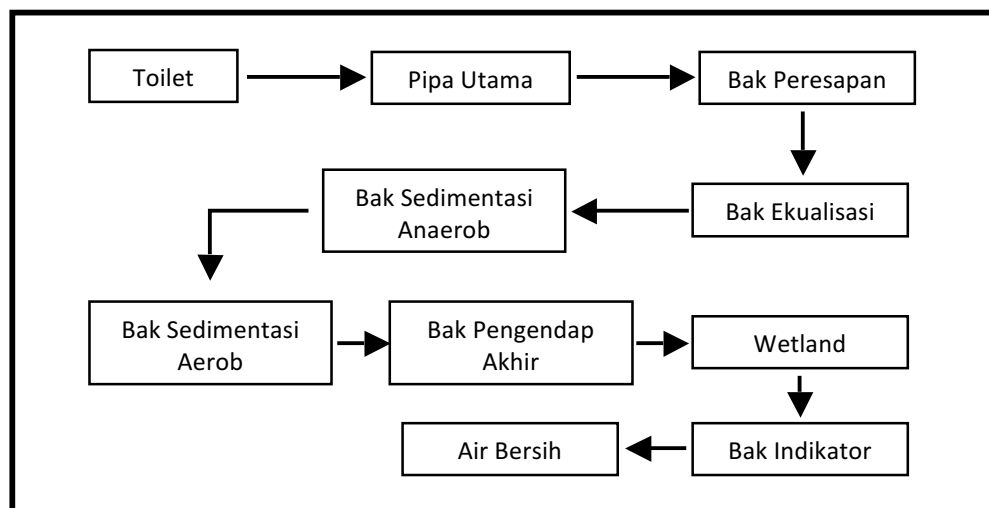 Toilet
Pipa Utama
Bak Peresapan
Bak Ekualisasi
Bak Sedimentasi
Anaerob
Bak Sedimentasi
Aerob
Bak Pengendap
Akhir
Wetland
Bak Indikator
Air Bersih